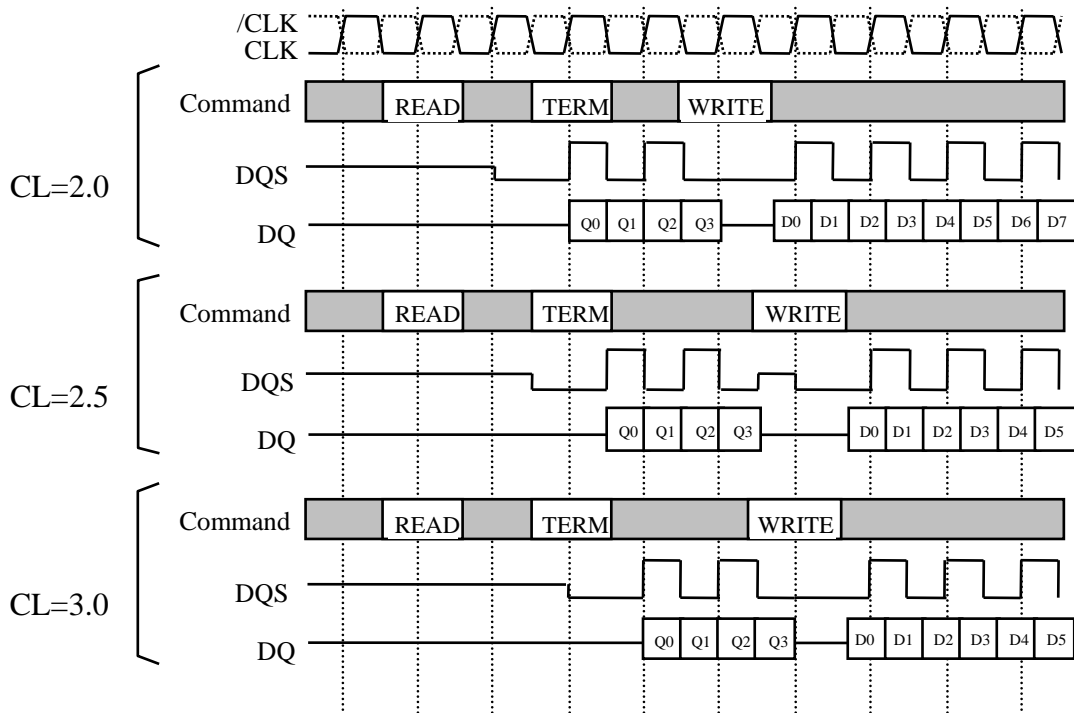 /CLK
CLK
Command READ TERM WRITE
DQS
CL=2.0
DQ Q0 Q1 Q2 Q3 D0 D1 D2 D3 D4 D5 D6 D7
Command READ TERM WRITE
DQS
CL=2.5
DQ Q0 Q1 Q2 Q3 D0 D1 D2 D3 D4 D5
Command READ TERM WRITE
DQS
CL=3.0
DQ Q0 Q1 Q2 Q3 D0 D1 D2 D3 D4 D5